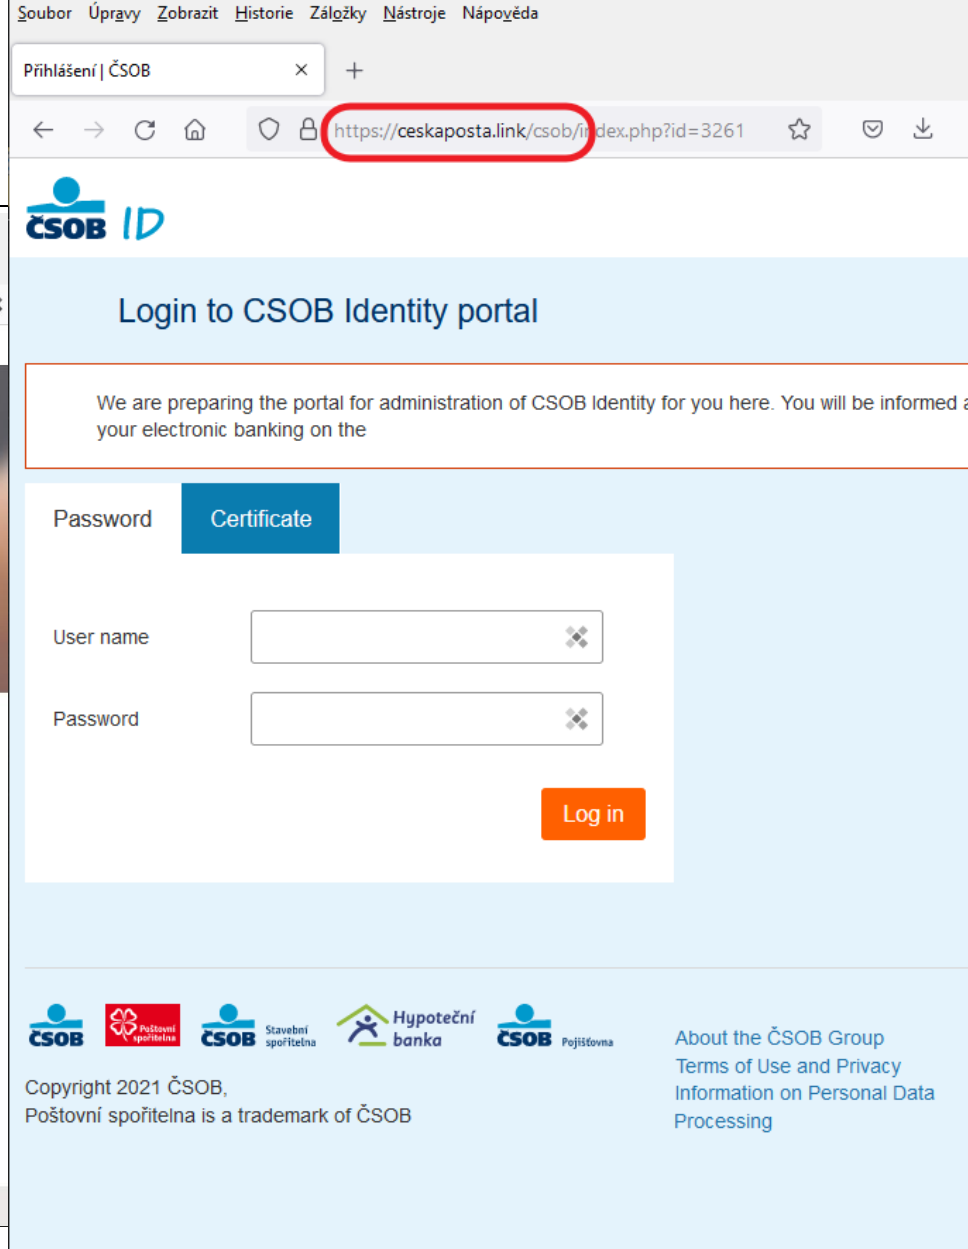 Soubor Úpravy Zobrazit Historie Záložky Nástroje Nápověda
Přihlášení | ČSOB
https://ceskaposta.link/csob/index.php?id=3261
ČSOB ID
Login to CSOB Identity portal
We are preparing the portal for administration of CSOB Identity for you here. You will be informed
your electronic banking on the
Password Certificate
User name
Password
Log in
ČSOB Poštovní spořitelna ČSOB Stavební spořitelna Hypoteční banka ČSOB Pojišťovna
About the ČSOB Group
Terms of Use and Privacy
Information on Personal Data
Processing
Copyright 2021 ČSOB,
Poštovní spořitelna is a trademark of ČSOB